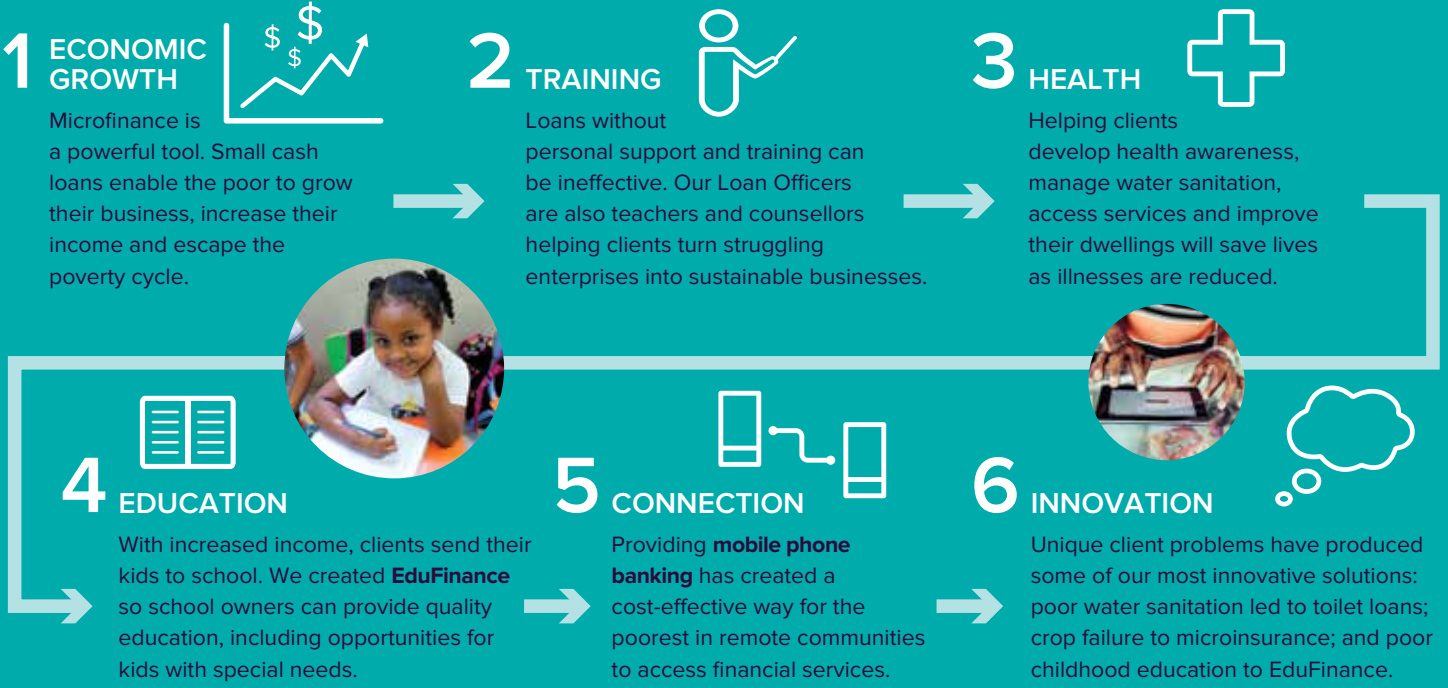 1 ECONOMIC
GROWTH
$ $ $
Microfinance is
a powerful tool. Small cash
loans enable the poor to grow
their business, increase their
income and escape the
poverty cycle.
2 TRAINING
Loans without
personal support and training can
be ineffective. Our Loan Officers
are also teachers and counsellors
helping clients turn struggling
enterprises into sustainable businesses.
3 HEALTH
Helping clients
develop health awareness,
manage water sanitation,
access services and improve
their dwellings will save lives
as illnesses are reduced.
4 EDUCATION
With increased income, clients send their
kids to school. We created EduFinance
so school owners can provide quality
education, including opportunities for
kids with special needs.
5 CONNECTION
Providing mobile phone
banking has created a
cost-effective way for the
poorest in remote communities
to access financial services.
6 INNOVATION
Unique client problems have produced
some of our most innovative solutions:
poor water sanitation led to toilet loans;
crop failure to microinsurance; and poor
childhood education to EduFinance.